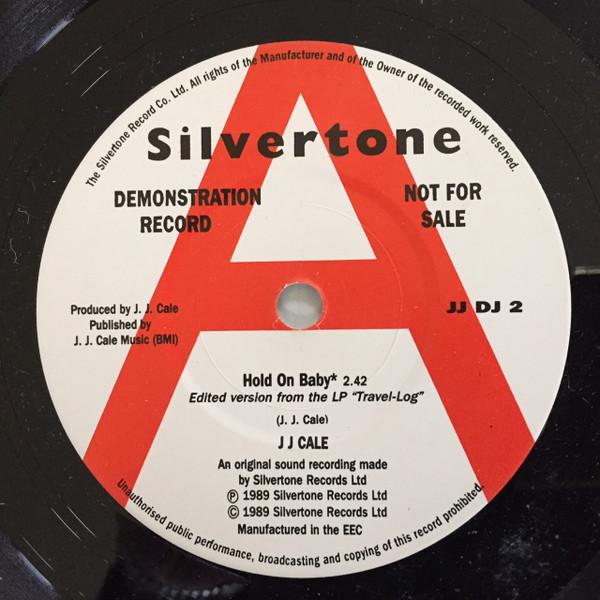 The Silvertone Record Co. Ltd. All rights of the Manufacturer and of the Owner of the recorded work reserved.
Silvertone
DEMONSTRATION
RECORD
NOT FOR
SALE
Produced by J. J. Cale
Published by
J. J. Cale Music (BMI)
JJ DJ 2
A
Hold On Baby* 2.42
Edited version from the LP "Travel-Log"
(J. J. Cale)
J J CALE
An original sound recording made
by Silvertone Records Ltd
Ⓟ 1989 Silvertone Records Ltd
© 1989 Silvertone Records Ltd
Manufactured in the EEC
Unauthorised public performance, broadcasting and copying of this record prohibited.